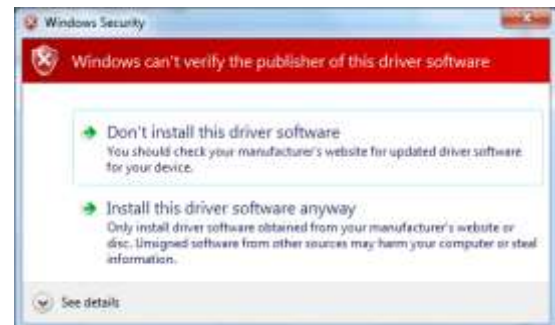 Windows Security
Windows can't verify the publisher of this driver software
Don't install this driver software
You should check your manufacturer's website for updated driver software
for your device.
Install this driver software anyway
Only install driver software obtained from your manufacturer's website or
disc. Unsigned software from other sources may harm your computer or steal
information.
See details